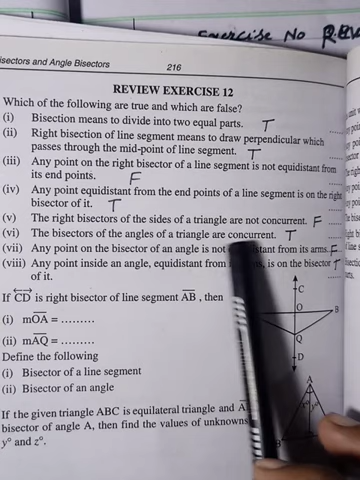 Exercise No REV
isectors and Angle Bisectors 216
REVIEW EXERCISE 12
Which of the following are true and which are false?
(i) Bisection means to divide into two equal parts. T
(ii) Right bisection of line segment means to draw perpendicular which
passes through the mid-point of line segment. T
(iii) Any point on the right bisector of a line segment is not equidistant from
its end points. F
(iv) Any point equidistant from the end points of a line segment is on the right
bisector of it. T
(v) The right bisectors of the sides of a triangle are not concurrent. F
(vi) The bisectors of the angles of a triangle are concurrent. T
(vii) Any point on the bisector of an angle is not distant from its arms. F
(viii) Any point inside an angle, equidistant from is on the bisector T
of it.
If CD is right bisector of line segment AB, then
(i) mOA = .........
(ii) mAQ = .........
Define the following
(i) Bisector of a line segment
(ii) Bisector of an angle
If the given triangle ABC is equilateral triangle and A
bisector of angle A, then find the values of unknowns
y° and z°.
C
O
B
Q
D
A
B